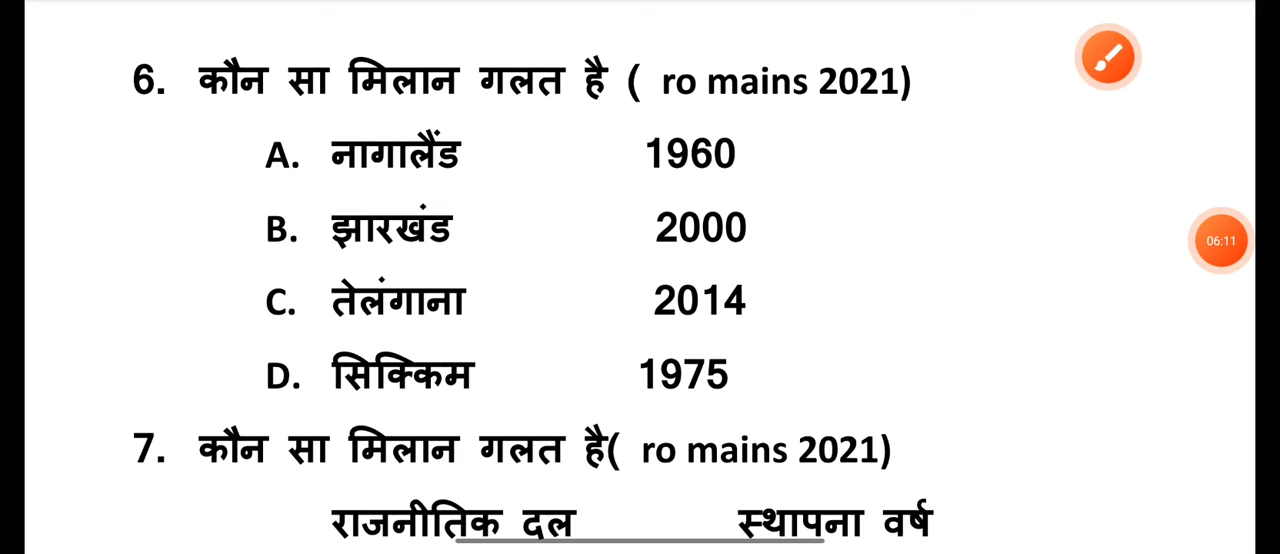 6. कौन सा मिलान गलत है ( ro mains 2021)
A. नागालैंड 1960
B. झारखंड 2000
06:11
C. तेलंगाना 2014
D. सिक्किम 1975
7. कौन सा मिलान गलत है( ro mains 2021)
राजनीतिक दल स्थापना वर्ष